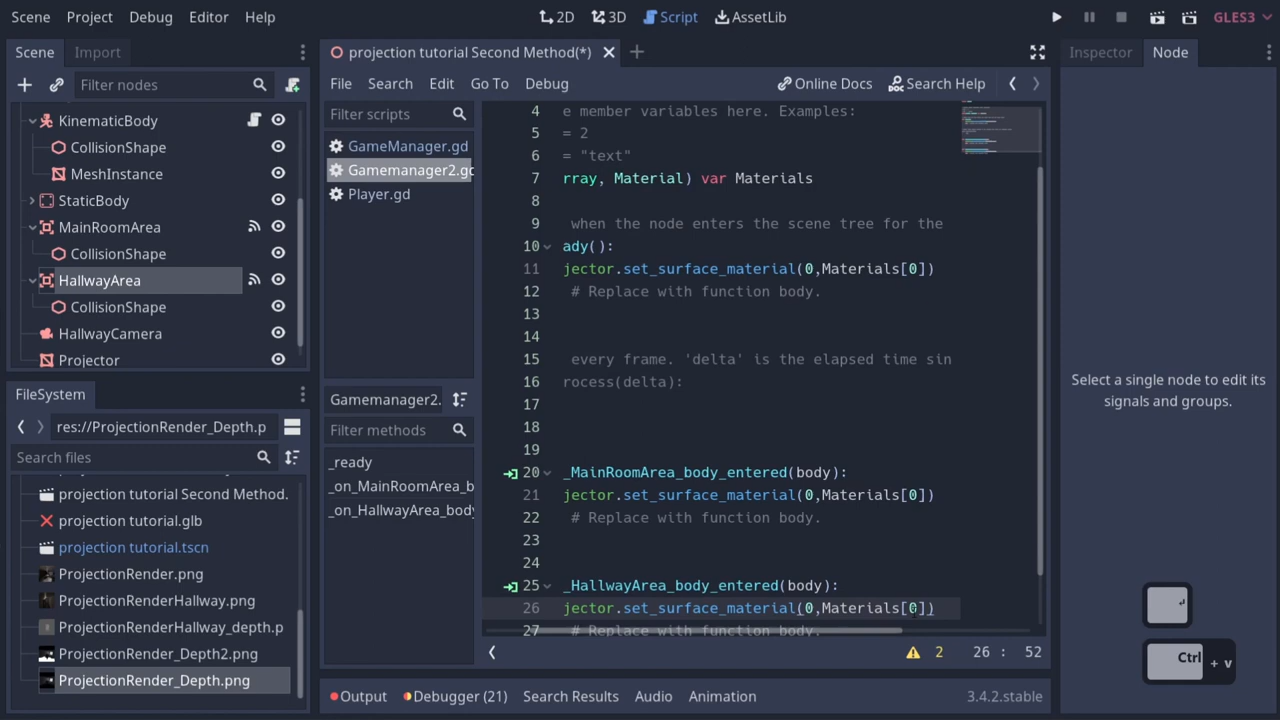 Scene Project Debug Editor Help 2D 3D Script AssetLib GLES3
Scene Import
Filter nodes
KinematicBody
CollisionShape
MeshInstance
StaticBody
MainRoomArea
CollisionShape
HallwayArea
CollisionShape
HallwayCamera
Projector
FileSystem
res://ProjectionRender_Depth.p
Search files
projection tutorial Second Method.
projection tutorial.glb
projection tutorial.tscn
ProjectionRender.png
ProjectionRenderHallway.png
ProjectionRenderHallway_depth.p
ProjectionRender_Depth2.png
ProjectionRender_Depth.png
projection tutorial Second Method(*)
File Search Edit Go To Debug Online Docs Search Help
Filter scripts
GameManager.gd
Gamemanager2.gd
Player.gd
Gamemanager2.
Filter methods
_ready
_on_MainRoomArea_b
_on_HallwayArea_body
4 e member variables here. Examples:
5 = 2
6 = "text"
7 rray, Material) var Materials
8
9 when the node enters the scene tree for the
10 ady():
11 jector.set_surface_material(0,Materials[0])
12 # Replace with function body.
13
14
15 every frame. 'delta' is the elapsed time sin
16 rocess(delta):
17
18
19
20 _MainRoomArea_body_entered(body):
21 jector.set_surface_material(0,Materials[0])
22 # Replace with function body.
23
24
25 _HallwayArea_body_entered(body):
26 jector.set_surface_material(0,Materials[0])
27 # Replace with function body.
2 26 : 52
Output Debugger (21) Search Results Audio Animation 3.4.2.stable
Inspector Node
Select a single node to edit its
signals and groups.
Ctrl + v